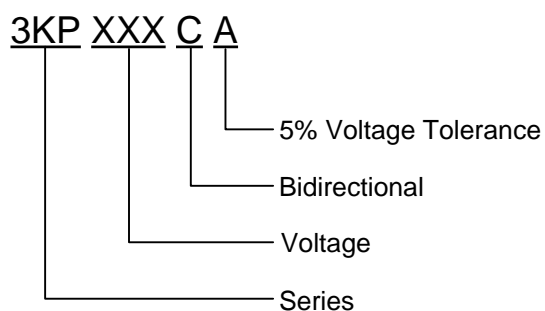 3KP XXX C A
5% Voltage Tolerance
Bidirectional
Voltage
Series